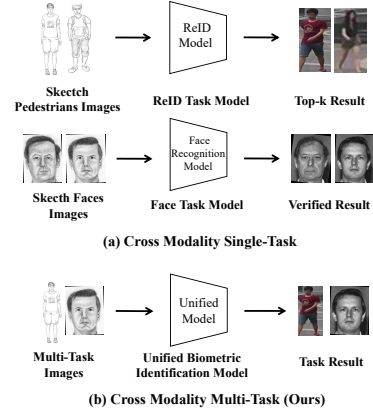 ReID
Model
Skectch
Pedestrians Images
ReID Task Model
Top-k Result
Face
Recognition
Model
Skecth Faces
Images
Face Task Model
Verified Result
(a) Cross Modality Single-Task
Unified
Model
Multi-Task
Images
Unified Biometric
Identification Model
Task Result
(b) Cross Modality Multi-Task (Ours)